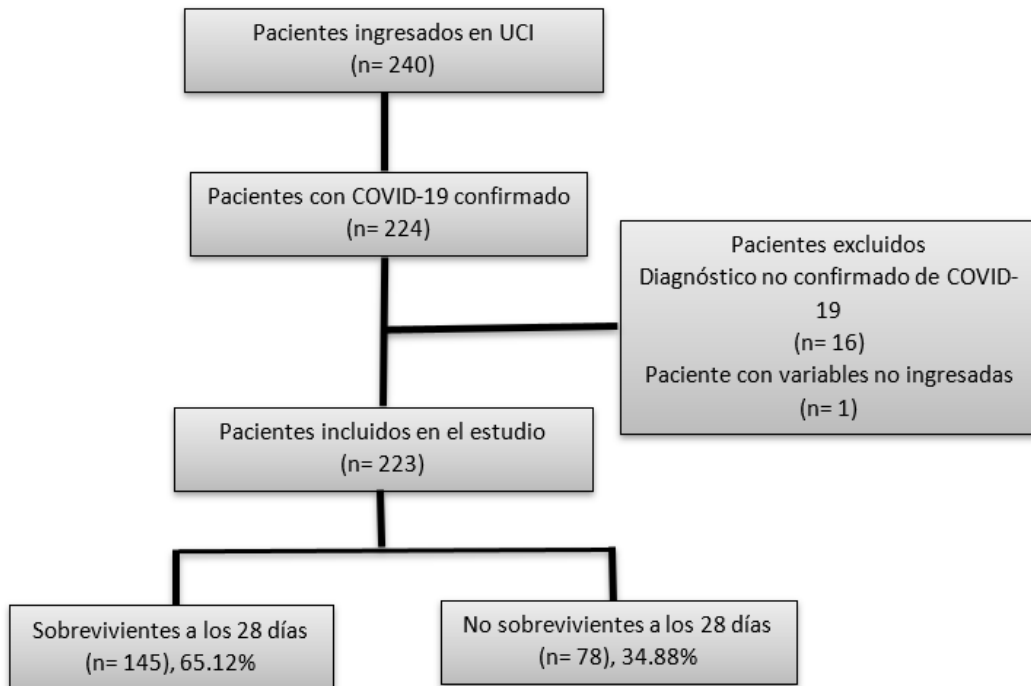 Pacientes ingresados en UCI
(n= 240)
Pacientes con COVID-19 confirmado
(n= 224)
Pacientes excluidos
Diagnóstico no confirmado de COVID-
19
(n= 16)
Paciente con variables no ingresadas
(n= 1)
Pacientes incluidos en el estudio
(n= 223)
Sobrevivientes a los 28 días
(n= 145), 65.12%
No sobrevivientes a los 28 días
(n= 78), 34.88%